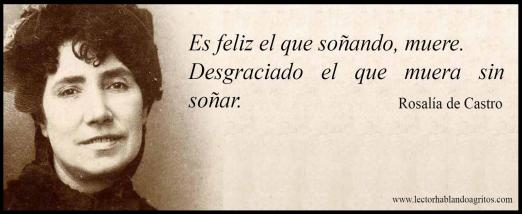 Es feliz el que soñando, muere.
Desgraciado el que muera sin
soñar.
Rosalía de Castro
www.lectorhablandoagritos.com